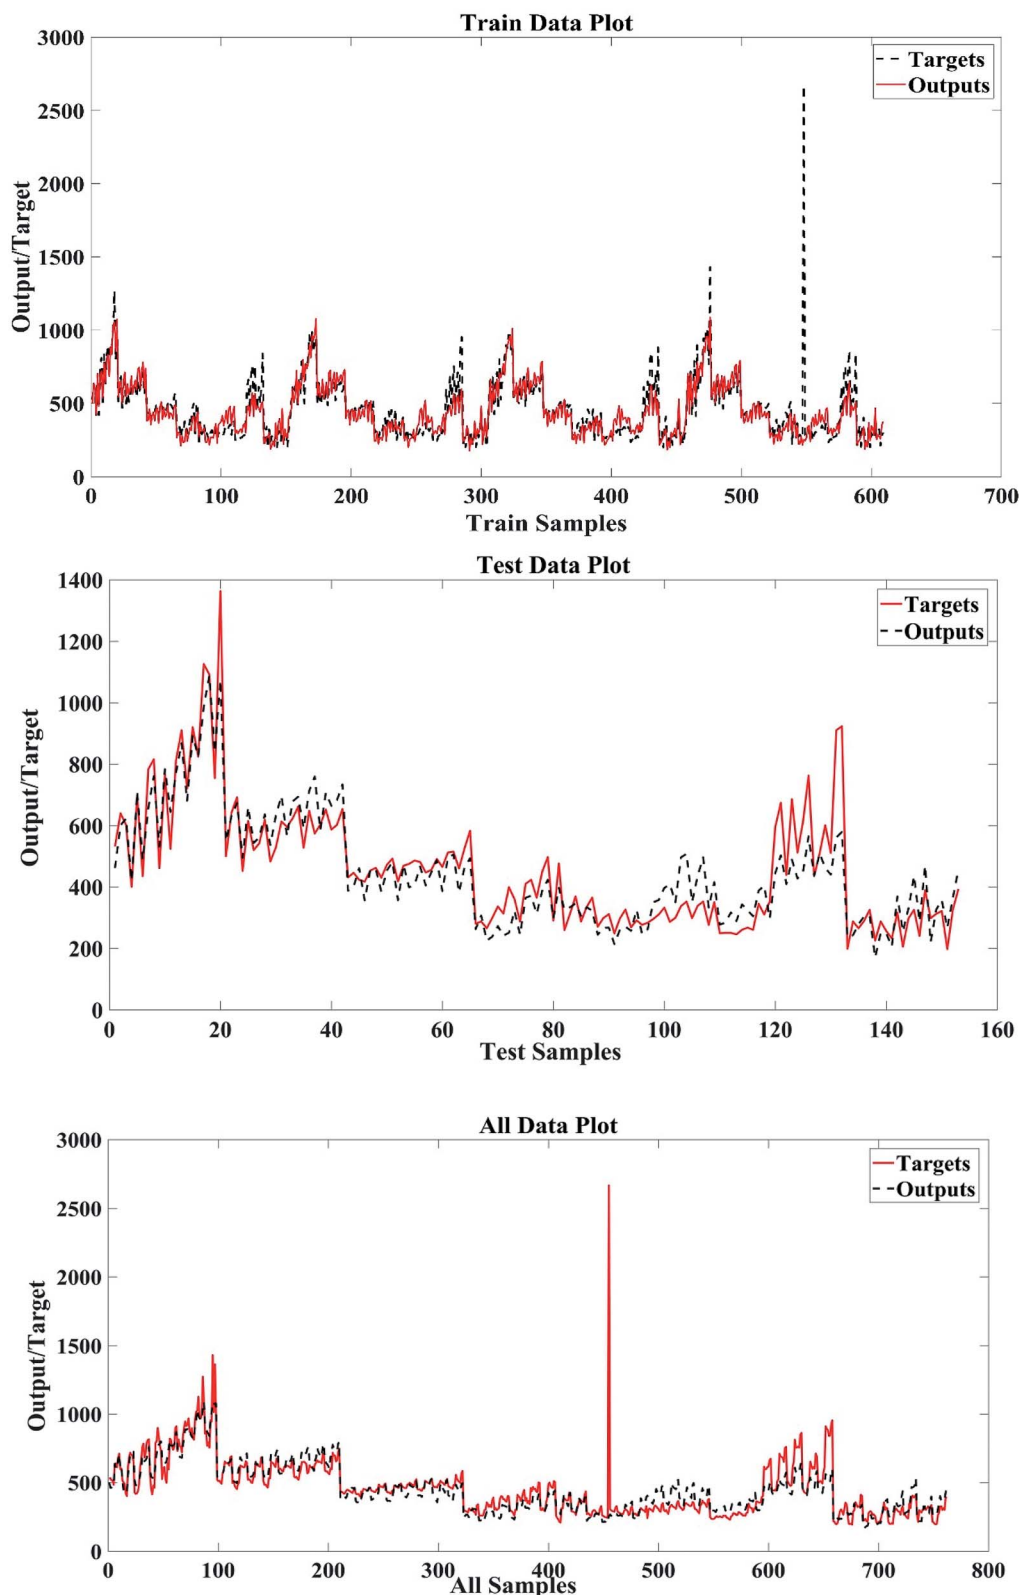 Train Data Plot
3000
2500
2000
1500
1000
500
0
Output/Target
Targets
Outputs
0 100 200 300 400 500 600 700
Train Samples
Test Data Plot
1400
1200
1000
800
600
400
200
0
Output/Target
Targets
Outputs
0 20 40 60 80 100 120 140 160
Test Samples
All Data Plot
3000
2500
2000
1500
1000
500
0
Output/Target
Targets
Outputs
0 100 200 300 400 500 600 700 800
All Samples